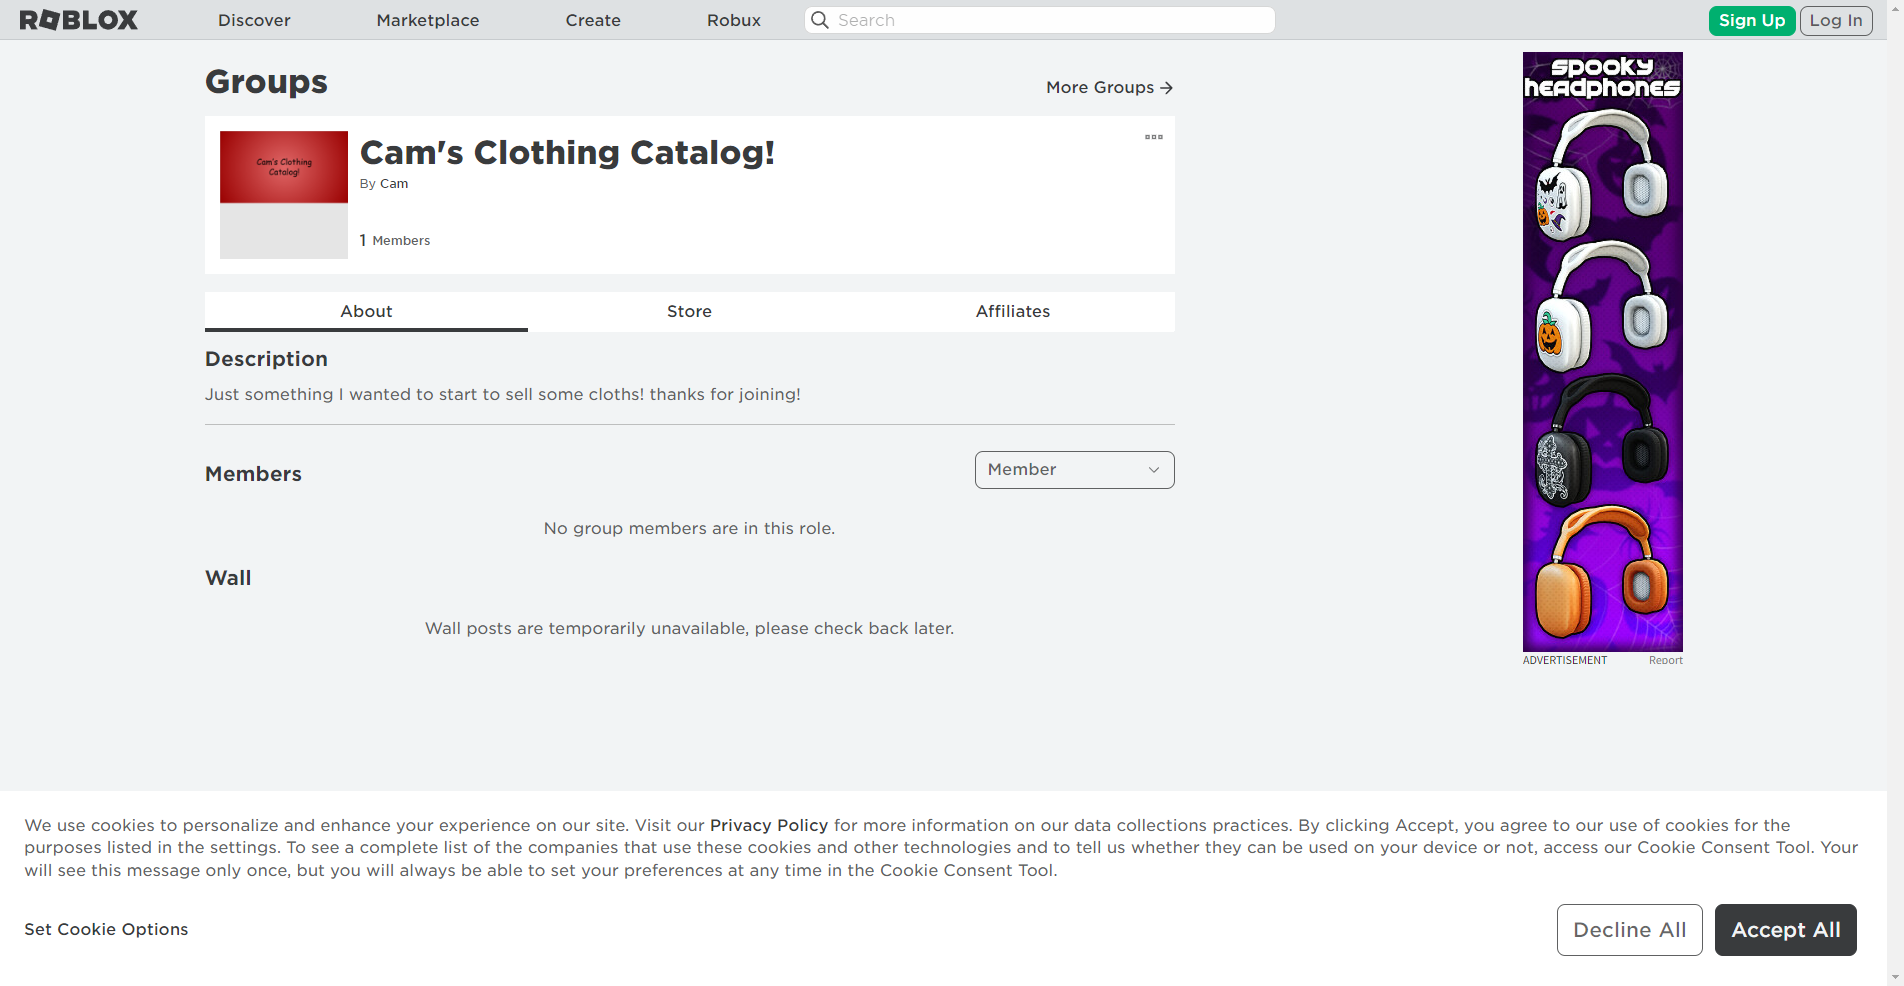 ROBLOX
Discover
Marketplace
Create
Robux
Search
Sign Up
Log In
Groups
More Groups
Cam's Clothing
Catalog!
Cam's Clothing Catalog!
By Cam
1 Members
About
Store
Affiliates
Description
Just something I wanted to start to sell some cloths! thanks for joining!
Members
Member
No group members are in this role.
Wall
Wall posts are temporarily unavailable, please check back later.
spooky
headphones
ADVERTISEMENT
Report
We use cookies to personalize and enhance your experience on our site. Visit our Privacy Policy for more information on our data collections practices. By clicking Accept, you agree to our use of cookies for the
purposes listed in the settings. To see a complete list of the companies that use these cookies and other technologies and to tell us whether they can be used on your device or not, access our Cookie Consent Tool. Your
will see this message only once, but you will always be able to set your preferences at any time in the Cookie Consent Tool.
Set Cookie Options
Decline All
Accept All